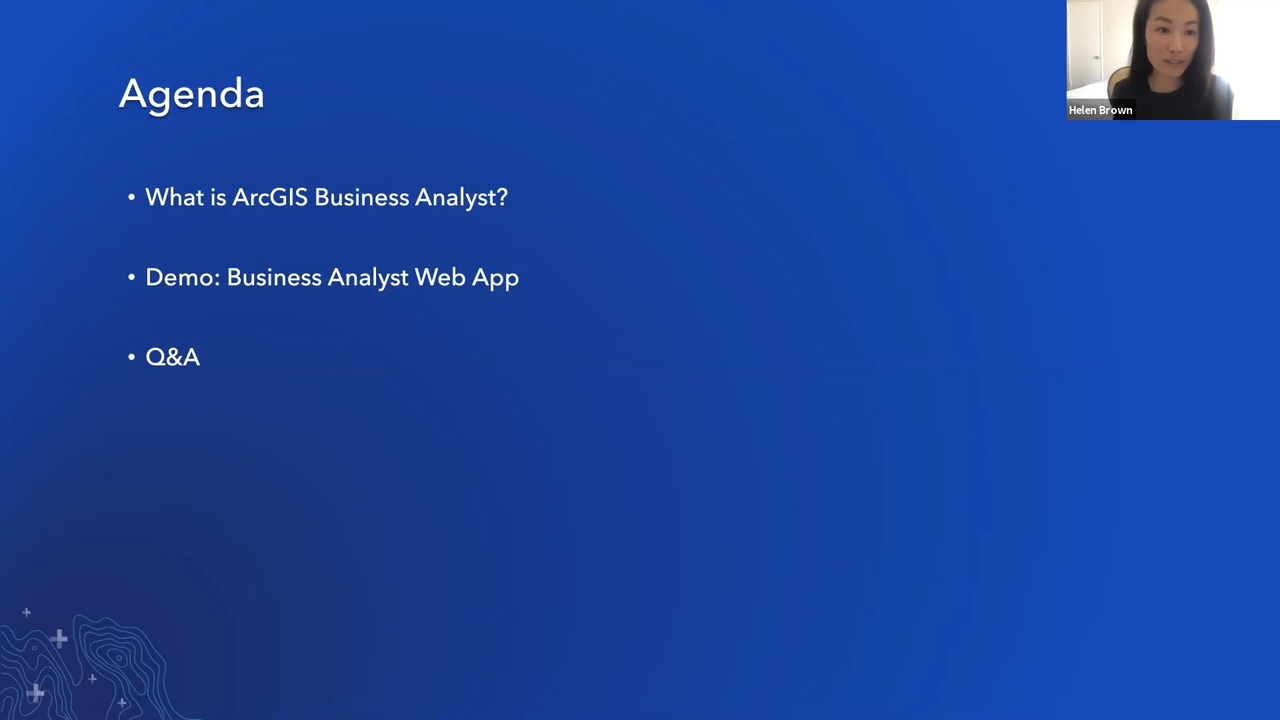 Agenda
Helen Brown
• What is ArcGIS Business Analyst?
• Demo: Business Analyst Web App
• Q&A